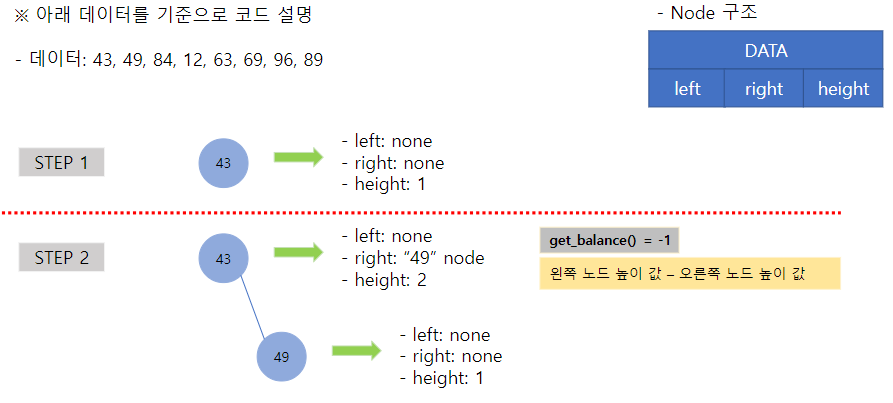 ※ 아래 데이터를 기준으로 코드 설명
- Node 구조
- 데이터: 43, 49, 84, 12, 63, 69, 96, 89
DATA
left right height
STEP 1
43
- left: none
- right: none
- height: 1
STEP 2
43
- left: none
- right: “49” node
- height: 2
get_balance() = -1
왼쪽 노드 높이 값 – 오른쪽 노드 높이 값
49
- left: none
- right: none
- height: 1